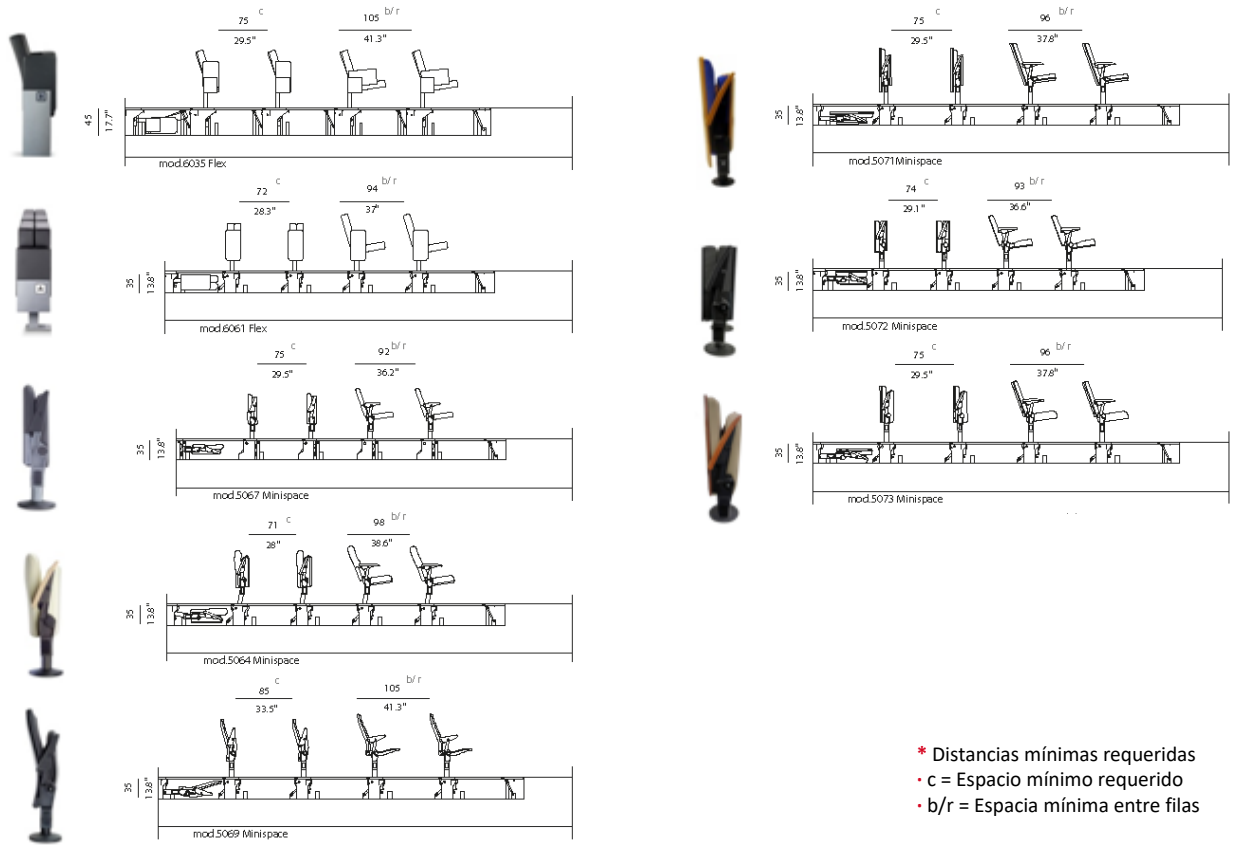 75 c
29.5"
105 b/ r
41.3"
45
17.7"
mod.6035 Flex
72 c
28.3"
94 b/ r
37"
35
13.8"
mod.6061 Flex
75 c
29.5"
92 b/ r
36.2"
35
13.8"
mod.5067 Minispace
71 c
28"
98 b/ r
38.6"
35
13.8"
mod.5064 Minispace
85 c
33.5"
105 b/ r
41.3"
35
13.8"
mod.5069 Minispace
75 c
29.5"
96 b/ r
37.8"
35
13.8"
mod.5071 Minispace
74 c
29.1"
93 b/ r
36.6"
35
13.8"
mod.5072 Minispace
75 c
29.5"
96 b/ r
37.8"
35
13.8"
mod.5073 Minispace
* Distancias mínimas requeridas
· c = Espacio mínimo requerido
· b/r = Espacia mínima entre filas